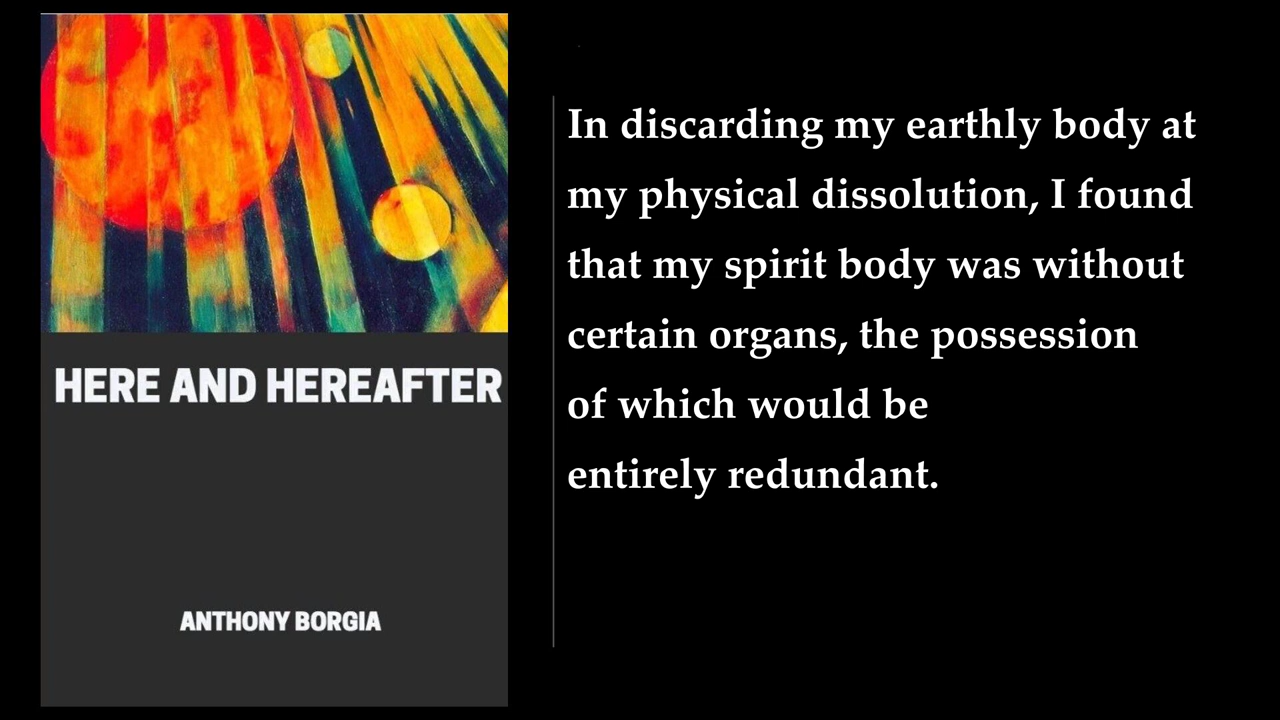 HERE AND HEREAFTER
ANTHONY BORGIA
In discarding my earthly body at
my physical dissolution, I found
that my spirit body was without
certain organs, the possession
of which would be
entirely redundant.